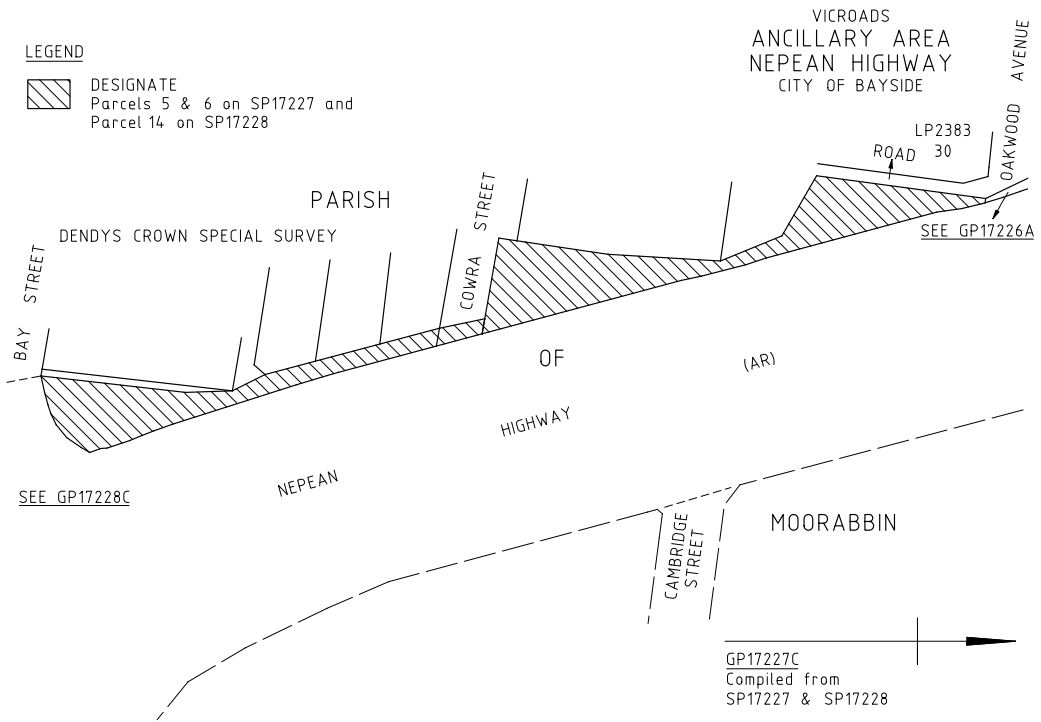 VICROADS
ANCILLARY AREA
NEPEAN HIGHWAY
CITY OF BAYSIDE
LEGEND
DESIGNATE
Parcels 5 & 6 on SP17227 and
Parcel 14 on SP17228
OAKWOOD AVENUE
LP2383
ROAD 30
PARISH
DENDYS CROWN SPECIAL SURVEY
SEE GP17226A
BAY STREET
COWRA STREET
OF
(AR)
HIGHWAY
NEPEAN
SEE GP17228C
MOORABBIN
CAMBRIDGE
STREET
GP17227C
Compiled from
SP17227 & SP17228